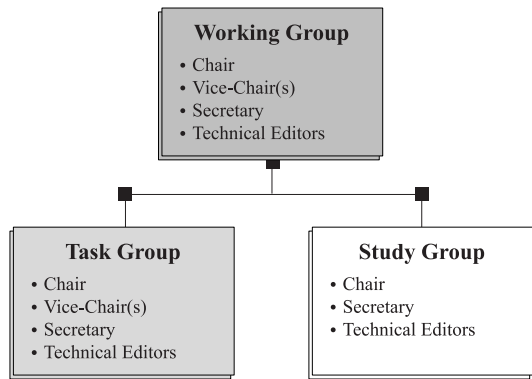 Working Group
• Chair
• Vice-Chair(s)
• Secretary
• Technical Editors
Task Group
• Chair
• Vice-Chair(s)
• Secretary
• Technical Editors
Study Group
• Chair
• Secretary
• Technical Editors